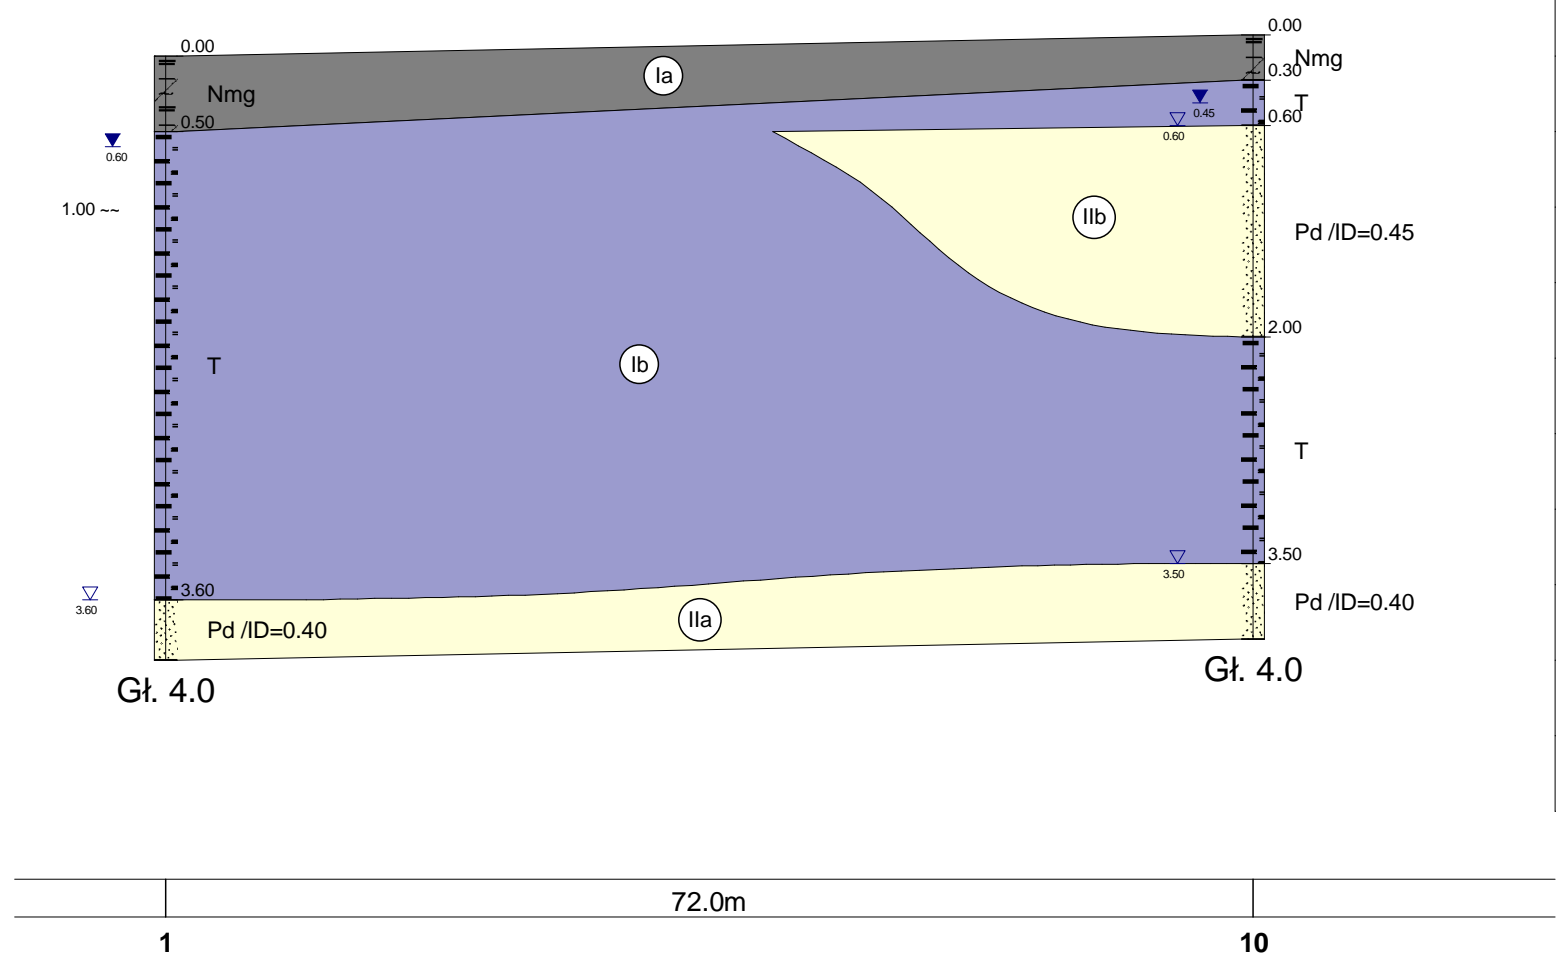 0.00
0.00
Nmg
Ia
0.30
Nmg
T
0.45
0.50
0.60
0.60
0.60
1.00 ~~
IIb
Pd /ID=0.45
2.00
T
Ib
T
3.50
3.50
3.60
3.60
Pd /ID=0.40
IIa
Pd /ID=0.40
Gł. 4.0
Gł. 4.0
72.0m
1
10